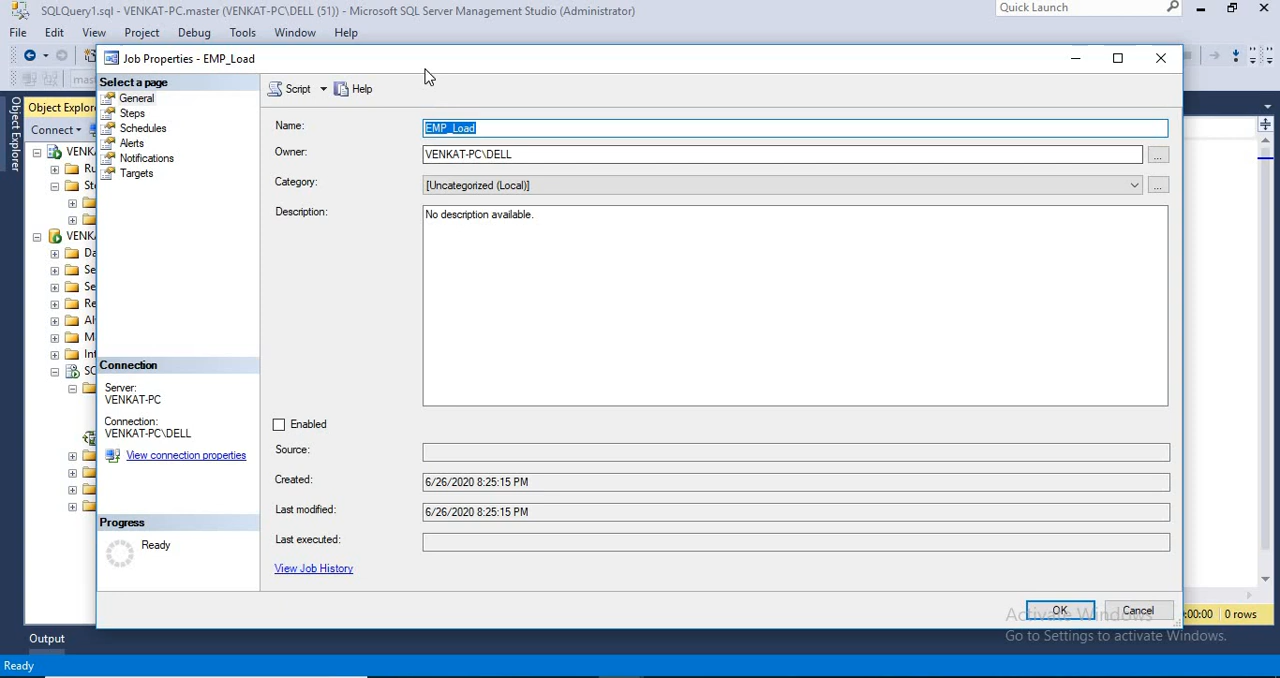 SQLQuery1.sql - VENKAT-PC.master (VENKAT-PC\DELL (51)) - Microsoft SQL Server Management Studio (Administrator)
Quick Launch
File Edit View Project Debug Tools Window Help
Job Properties - EMP_Load
Select a page
General
Steps
Schedules
Alerts
Notifications
Targets
Script Help
Name: EMP_Load
Owner: VENKAT-PC\DELL ...
Category: [Uncategorized (Local)] ...
Description: No description available.
Enabled
Source:
Created: 6/26/2020 8:25:15 PM
Last modified: 6/26/2020 8:25:15 PM
Last executed:
View Job History
Connection
Server:
VENKAT-PC
Connection:
VENKAT-PC\DELL
View connection properties
Progress
Ready
OK Cancel
Object Explorer
Connect
Activate Windows
Go to Settings to activate Windows.
:00:00 0 rows
Output
Ready